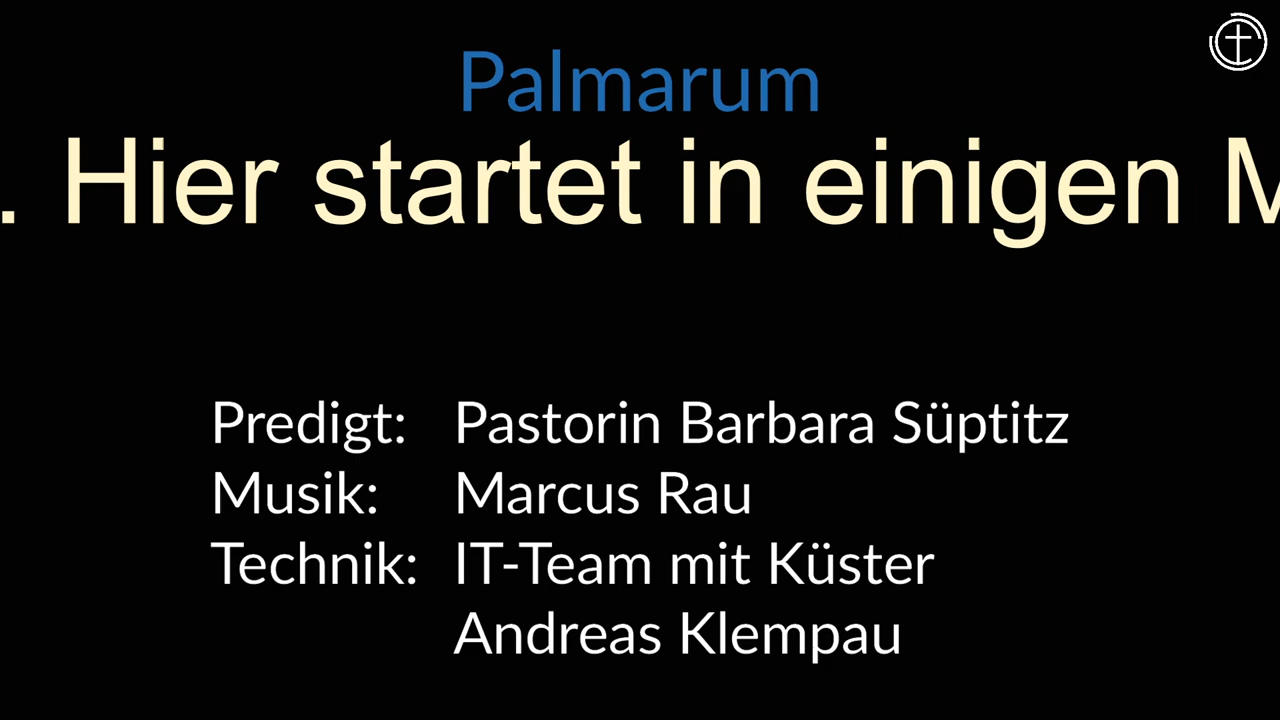 Palmarum
. Hier startet in einigen M
Predigt: Pastorin Barbara Süptitz
Musik: Marcus Rau
Technik: IT-Team mit Küster
Andreas Klempau